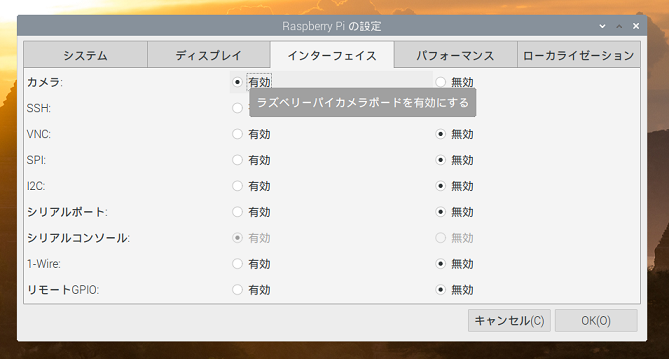 Raspberry Pi の設定
システム ディスプレイ インターフェイス パフォーマンス ローカライゼーション
カメラ: 有効 無効
ラズベリーパイカメラボードを有効にする
SSH:
VNC: 有効 無効
SPI: 有効 無効
I2C: 有効 無効
シリアルポート: 有効 無効
シリアルコンソール: 有効 無効
1-Wire: 有効 無効
リモートGPIO: 有効 無効
キャンセル(C) OK(O)